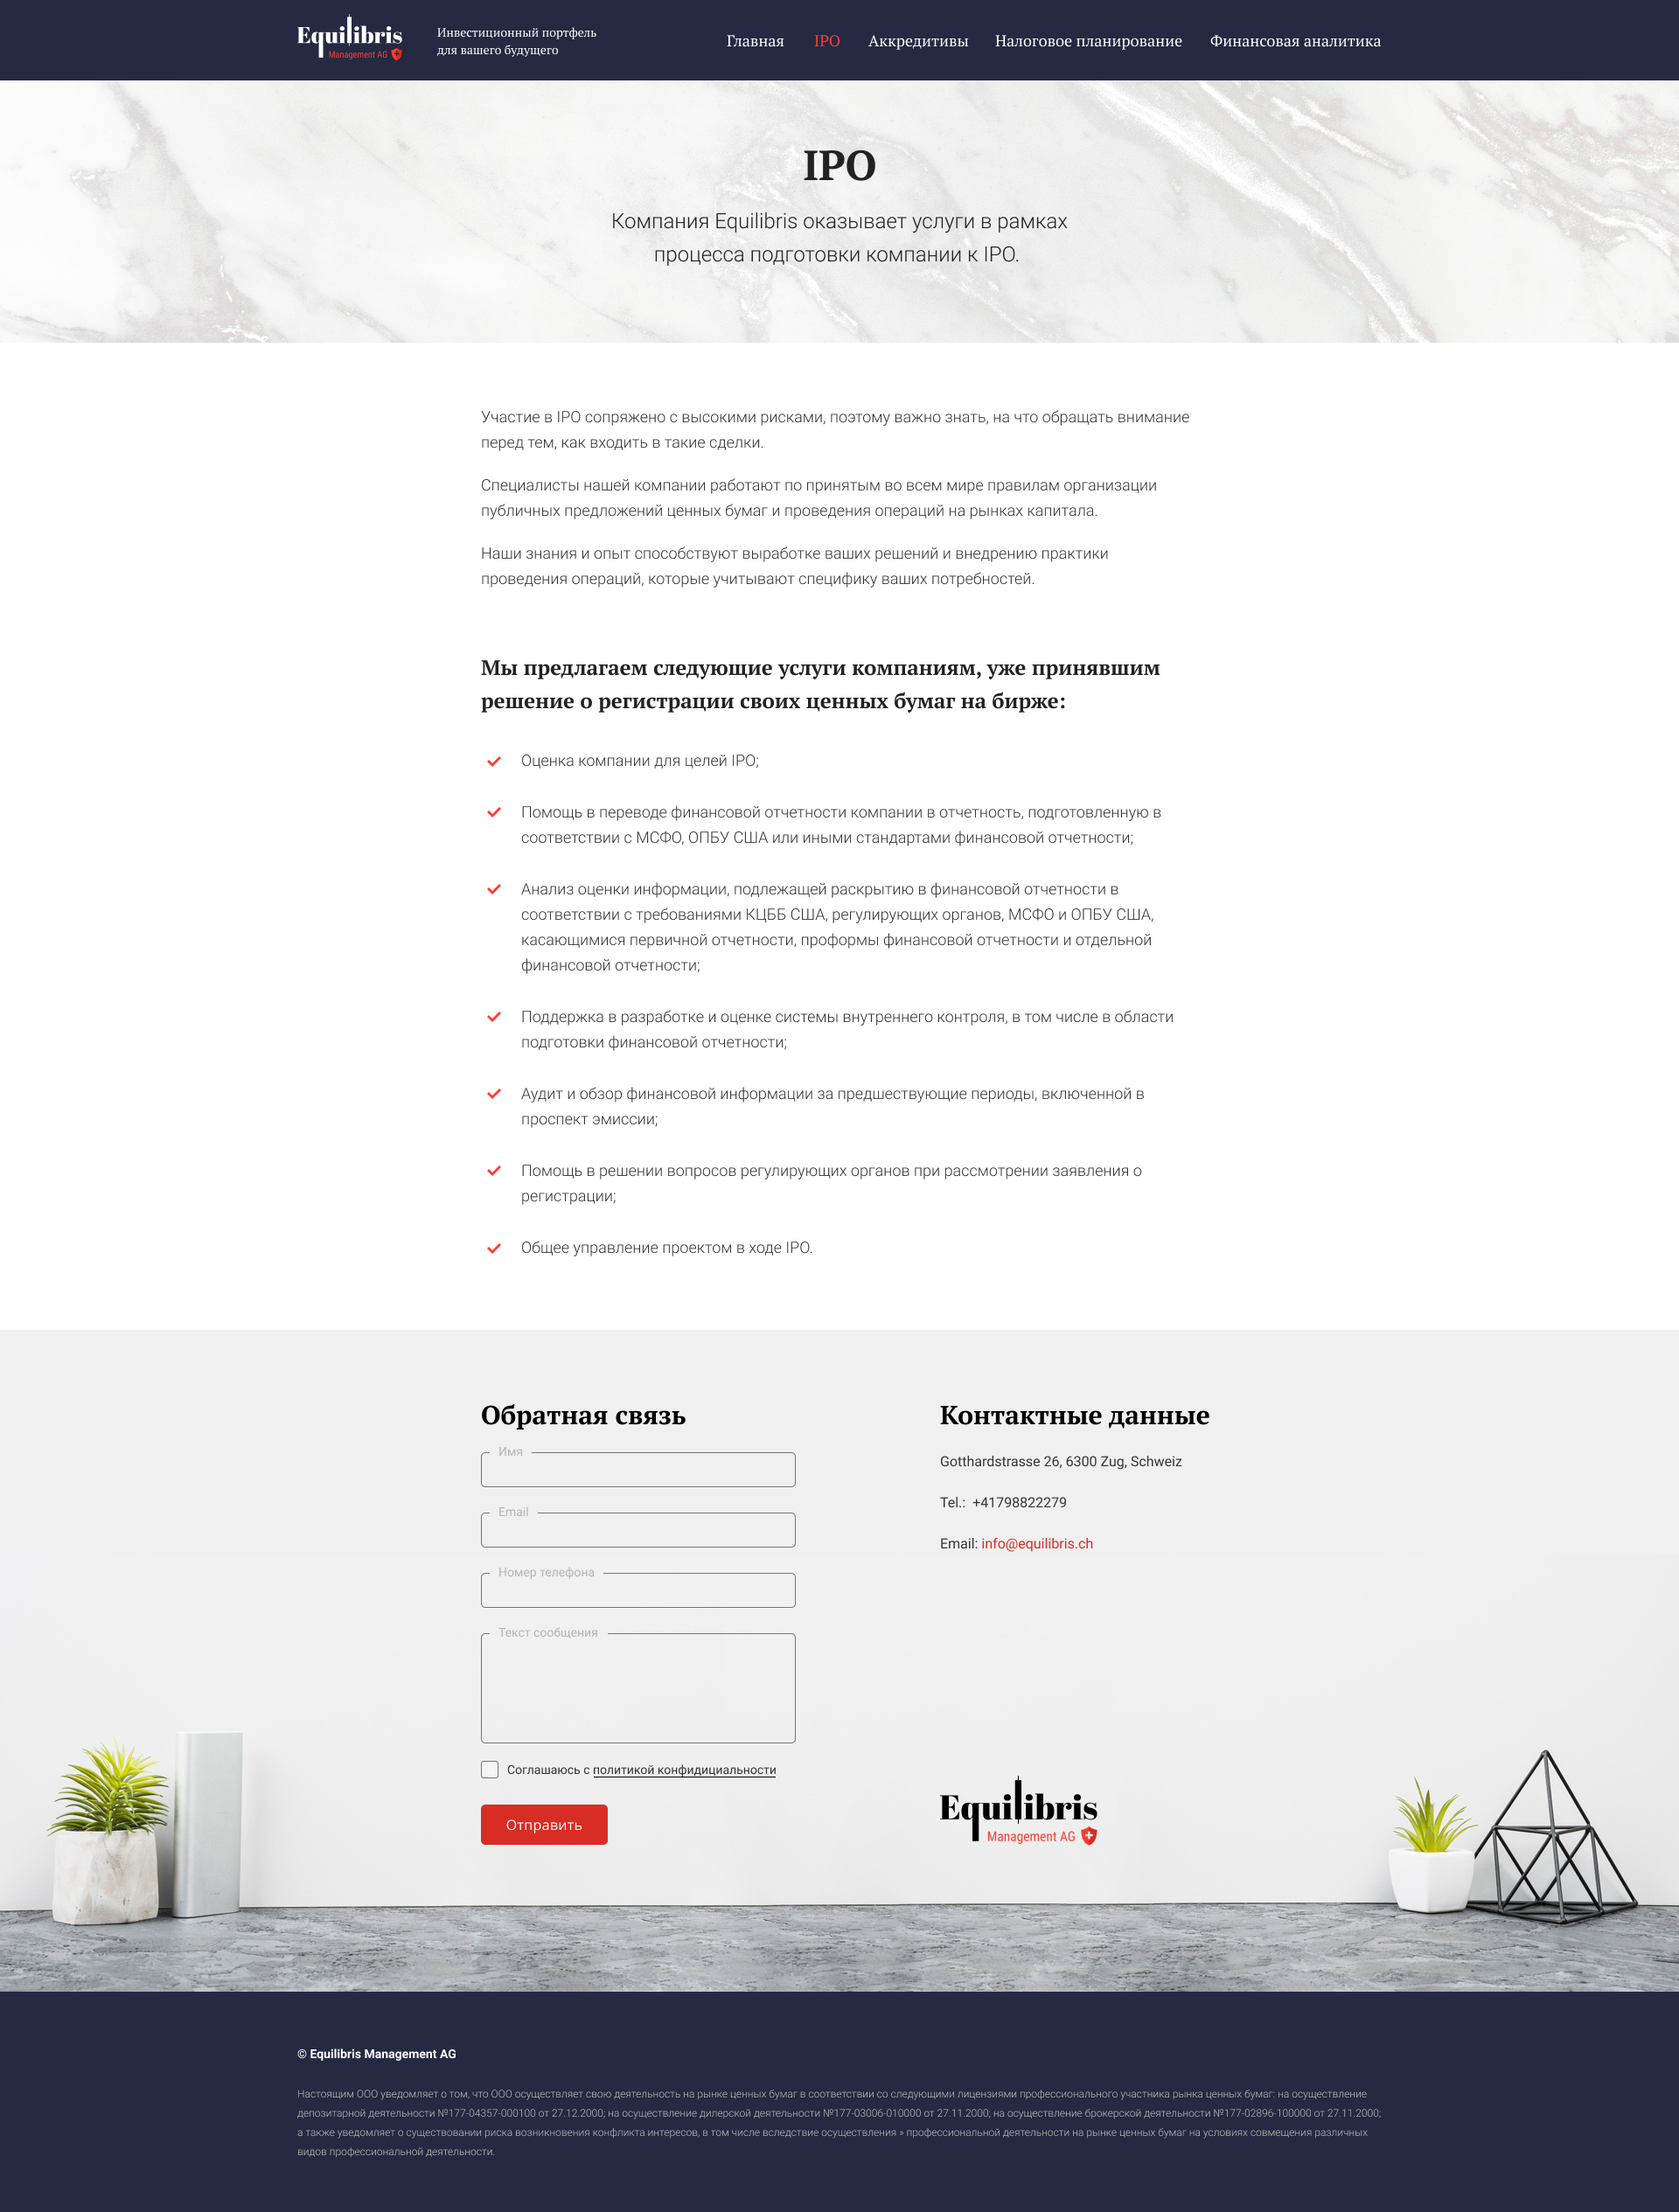 Equilibris
Management AG
Инвестиционный портфель
для вашего будущего
Главная IPO Аккредитивы Налоговое планирование Финансовая аналитика
IPO
Компания Equilibris оказывает услуги в рамках
процесса подготовки компании к IPO.
Участие в IPO сопряжено с высокими рисками, поэтому важно знать, на что обращать внимание
перед тем, как входить в такие сделки.
Специалисты нашей компании работают по принятым во всем мире правилам организации
публичных предложений ценных бумаг и проведения операций на рынках капитала.
Наши знания и опыт способствуют выработке ваших решений и внедрению практики
проведения операций, которые учитывают специфику ваших потребностей.
Мы предлагаем следующие услуги компаниям, уже принявшим
решение о регистрации своих ценных бумаг на бирже:
Оценка компании для целей IPO;
Помощь в переводе финансовой отчетности компании в отчетность, подготовленную в
соответствии с МСФО, ОПБУ США или иными стандартами финансовой отчетности;
Анализ оценки информации, подлежащей раскрытию в финансовой отчетности в
соответствии с требованиями КЦББ США, регулирующих органов, МСФО и ОПБУ США,
касающимися первичной отчетности, проформы финансовой отчетности и отдельной
финансовой отчетности;
Поддержка в разработке и оценке системы внутреннего контроля, в том числе в области
подготовки финансовой отчетности;
Аудит и обзор финансовой информации за предшествующие периоды, включенной в
проспект эмиссии;
Помощь в решении вопросов регулирующих органов при рассмотрении заявления о
регистрации;
Общее управление проектом в ходе IPO.
Обратная связь
Имя
Email
Номер телефона
Текст сообщения
Соглашаюсь с политикой конфидициальности
Отправить
Контактные данные
Gotthardstrasse 26, 6300 Zug, Schweiz
Tel.: +41798822279
Email: info@equilibris.ch
Equilibris
Management AG
© Equilibris Management AG
Настоящим ООО уведомляет о том, что ООО осуществляет свою деятельность на рынке ценных бумаг в соответствии со следующими лицензиями профессионального участника рынка ценных бумаг: на осуществление
депозитарной деятельности №177-04357-000100 от 27.12.2000; на осуществление дилерской деятельности №177-03006-010000 от 27.11.2000; на осуществление брокерской деятельности №177-02896-100000 от 27.11.2000;
а также уведомляет о существовании риска возникновения конфликта интересов, в том числе вследствие осуществления » профессиональной деятельности на рынке ценных бумаг на условиях совмещения различных
видов профессиональной деятельности.